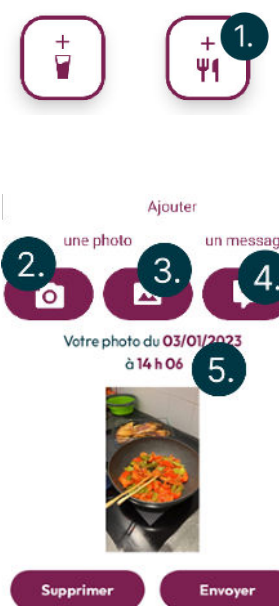 + + 1.
Ajouter
une photo un messag
2. 3. 4.
Votre photo du 03/01/2023
à 14 h 06 5.
Supprimer Envoyer